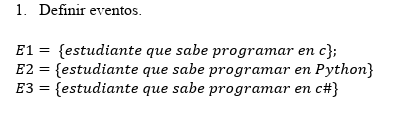 1. Definir eventos.
E1 = {estudiante que sabe programar en c};
E2 = {estudiante que sabe programar en Python}
E3 = {estudiante que sabe programar en c#}